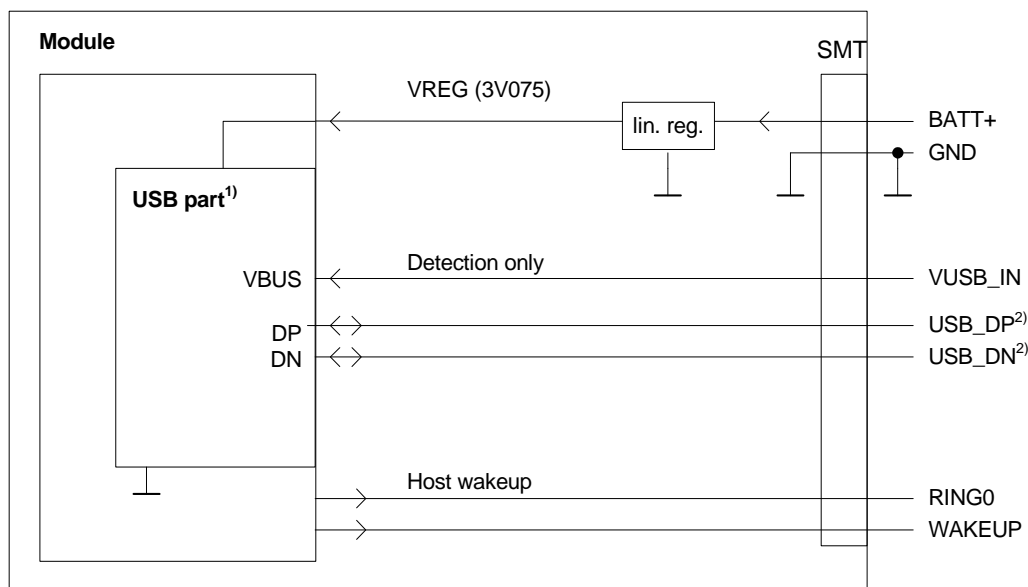 Module
SMT
VREG (3V075)
lin. reg.
BATT+
GND
USB part1)
Detection only
VBUS
VUSB_IN
DP
USB_DP2)
DN
USB_DN2)
Host wakeup
RING0
WAKEUP